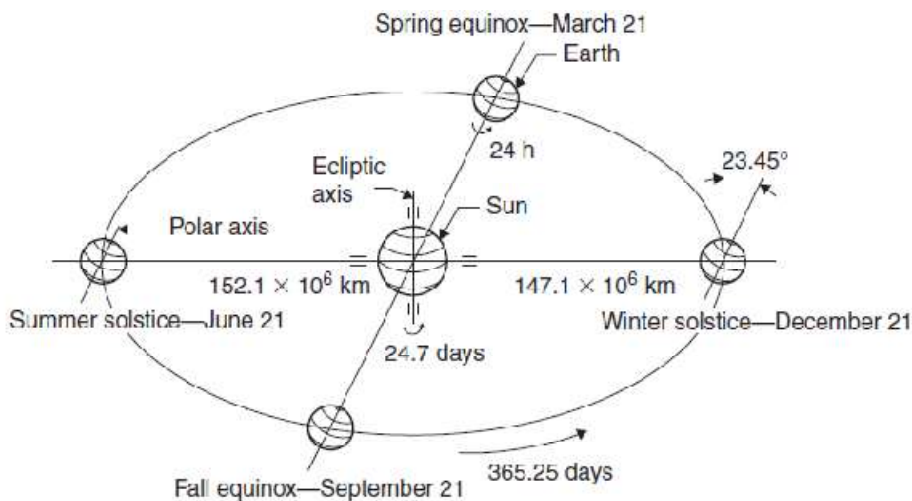 Spring equinox—March 21
Earth
24 h
23.45°
Ecliptic
axis
Sun
Polar axis
152.1 × 10⁶ km
147.1 × 10⁶ km
Summer solstice—June 21
Winter solstice—December 21
24.7 days
365.25 days
Fall equinox—September 21